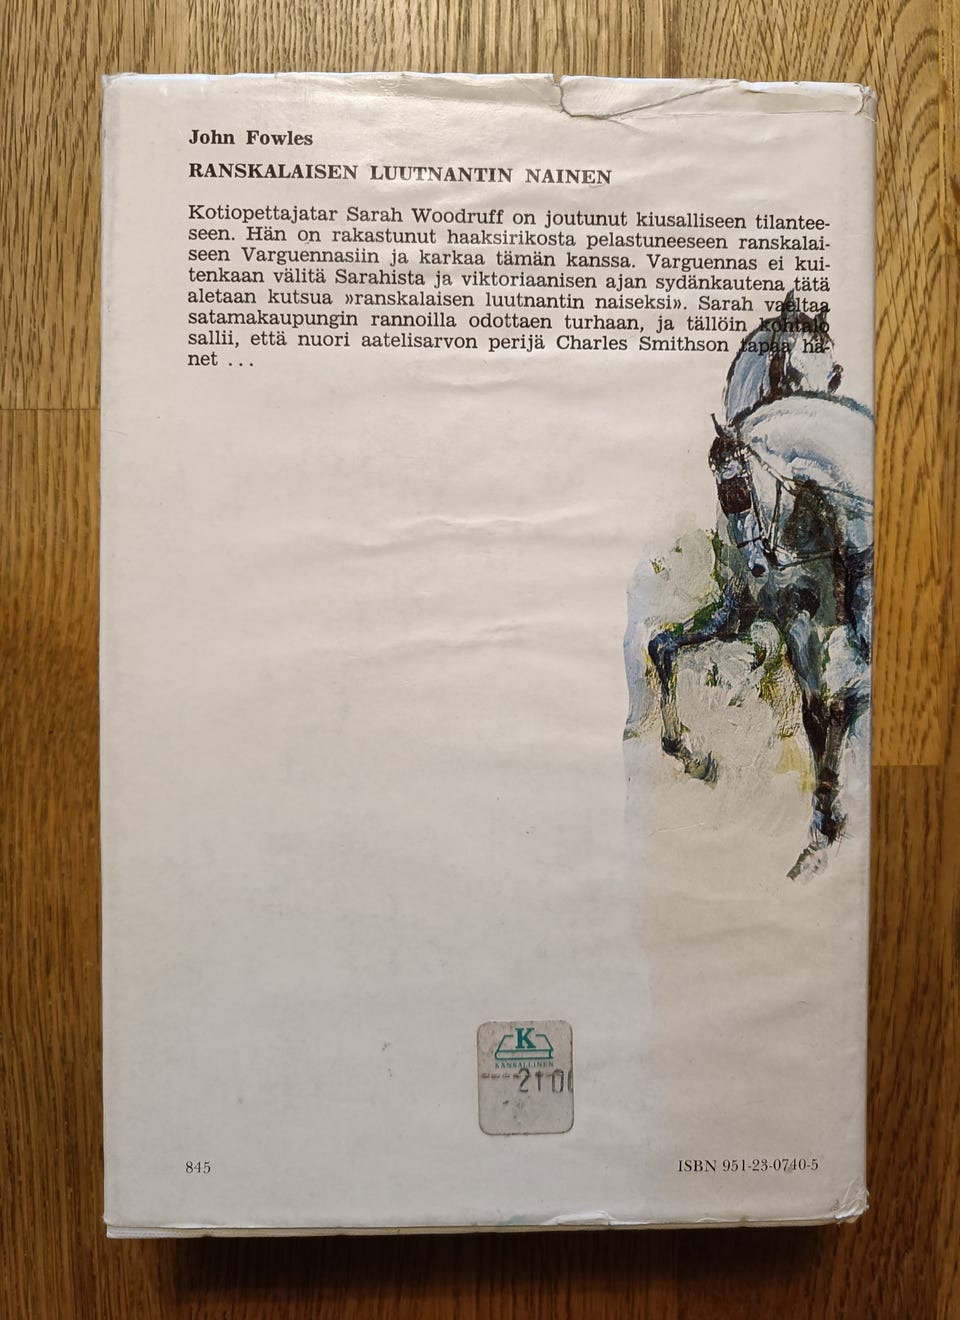 John Fowles
RANSKALAISEN LUUTNANTIN NAINEN
Kotiopettajatar Sarah Woodruff on joutunut kiusalliseen tilantee-
seen. Hän on rakastunut haaksirikosta pelastuneeseen ranskalai-
seen Varguennasiin ja karkaa tämän kanssa. Varguennas ei kui-
tenkaan välitä Sarahista ja viktoriaanisen ajan sydänkautena tätä
aletaan kutsua »ranskalaisen luutnantin naiseksi». Sarah vaeltaa
satamakaupungin rannoilla odottaen turhaan, ja tällöin kohtalo
sallii, että nuori aatelisarvon perijä Charles Smithson tapaa hä-
net ...
K
KANSALLINEN
2100
845
ISBN 951-23-0740-5